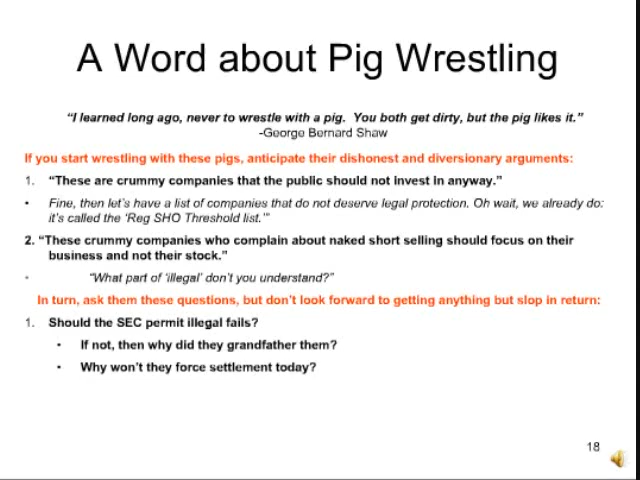 A Word about Pig Wrestling
“I learned long ago, never to wrestle with a pig. You both get dirty, but the pig likes it.”
-George Bernard Shaw
If you start wrestling with these pigs, anticipate their dishonest and diversionary arguments:
1. “These are crummy companies that the public should not invest in anyway.”
• Fine, then let’s have a list of companies that do not deserve legal protection. Oh wait, we already do:
it’s called the ‘Reg SHO Threshold list.’”
2. “These crummy companies who complain about naked short selling should focus on their
business and not their stock.”
• “What part of ‘illegal’ don’t you understand?”
In turn, ask them these questions, but don’t look forward to getting anything but slop in return:
1. Should the SEC permit illegal fails?
• If not, then why did they grandfather them?
• Why won’t they force settlement today?
18